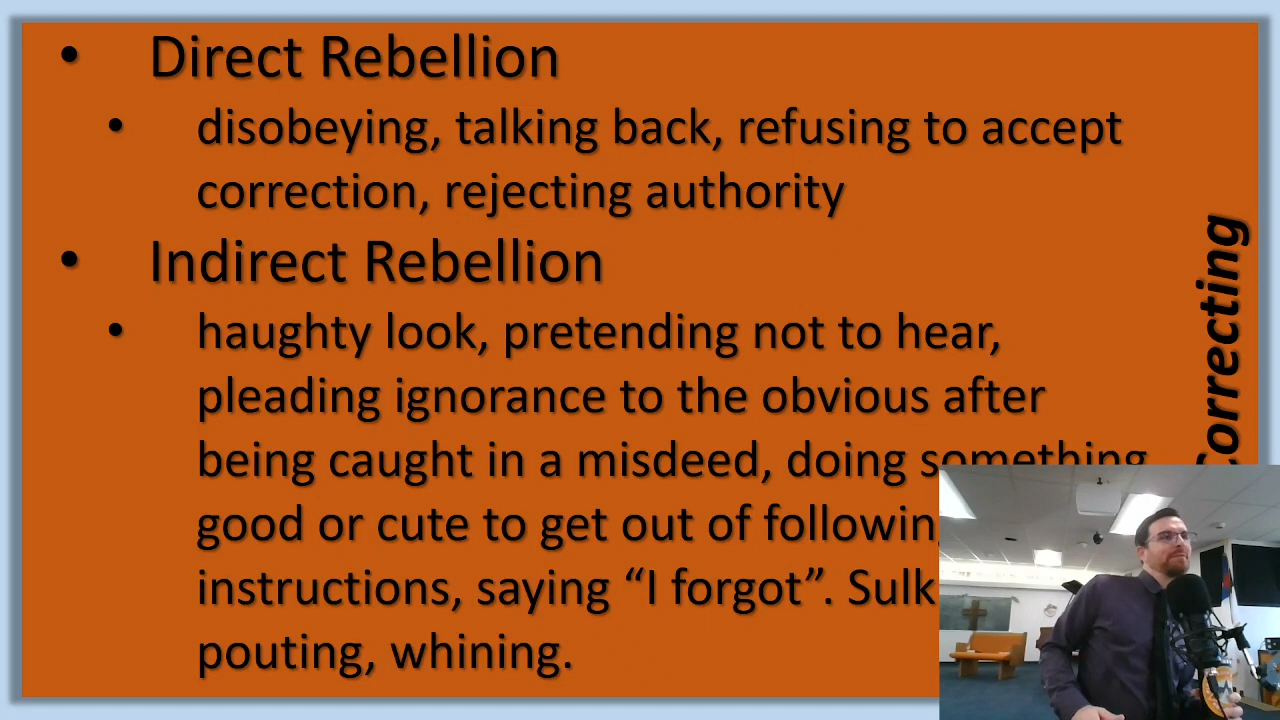 • Direct Rebellion
• disobeying, talking back, refusing to accept
correction, rejecting authority
• Indirect Rebellion
• haughty look, pretending not to hear,
pleading ignorance to the obvious after
being caught in a misdeed, doing something
good or cute to get out of
instructions, saying “I forgot”.
pouting, whining.
Correcting